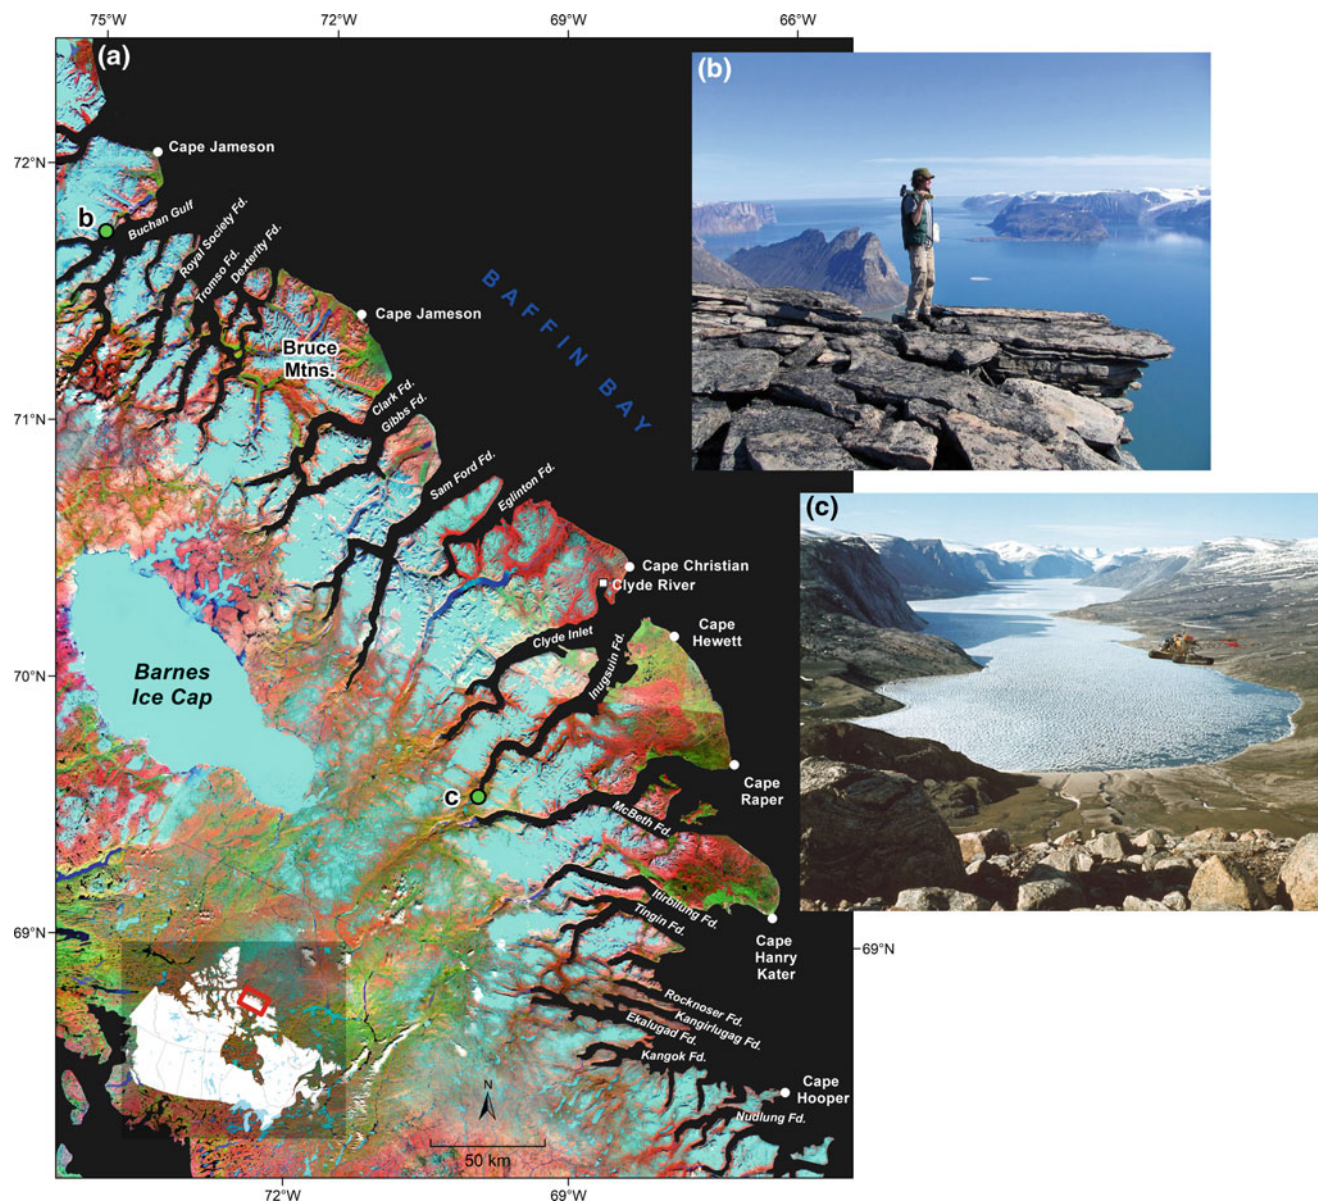 75°W
72°W
69°W
66°W
(a)
(b)
Cape Jameson
72°N
b
Buchan Gulf
Royal Society Fd.
Tromso Fd.
Dexterity Fd.
BAFFIN BAY
Cape Jameson
Bruce
Mtns.
Clark Fd.
Gibbs Fd.
71°N
Sam Ford Fd.
Eglinton Fd.
(c)
Cape Christian
Clyde River
Cape
Hewett
Clyde Inlet
Inugsuin Fd.
70°N
Barnes
Ice Cap
Cape
Raper
c
McBeth Fd.
Itirbilung Fd.
Tingin Fd.
69°N
Cape
Hanry
Kater
69°N
Rocknoser Fd.
Kangirlugag Fd.
Ekalugad Fd.
Kangok Fd.
Cape
Hooper
Nudlung Fd.
N
50 km
72°W
69°W